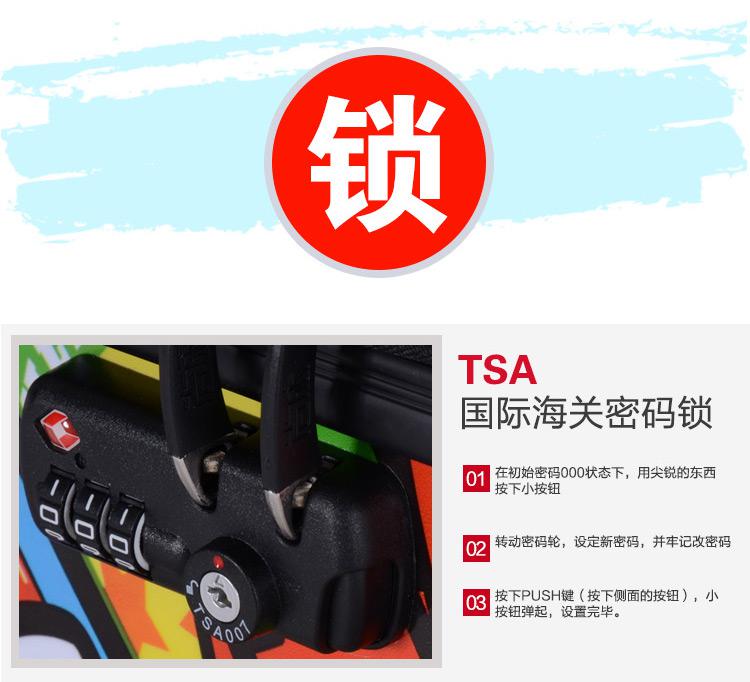 锁
TSA
国际海关密码锁
01 在初始密码000状态下，用尖锐的东西
按下小按钮
02 转动密码轮，设定新密码，并牢记改密码
03 按下PUSH键（按下侧面的按钮），小
按钮弹起，设置完毕。
0 0 0
TSA007